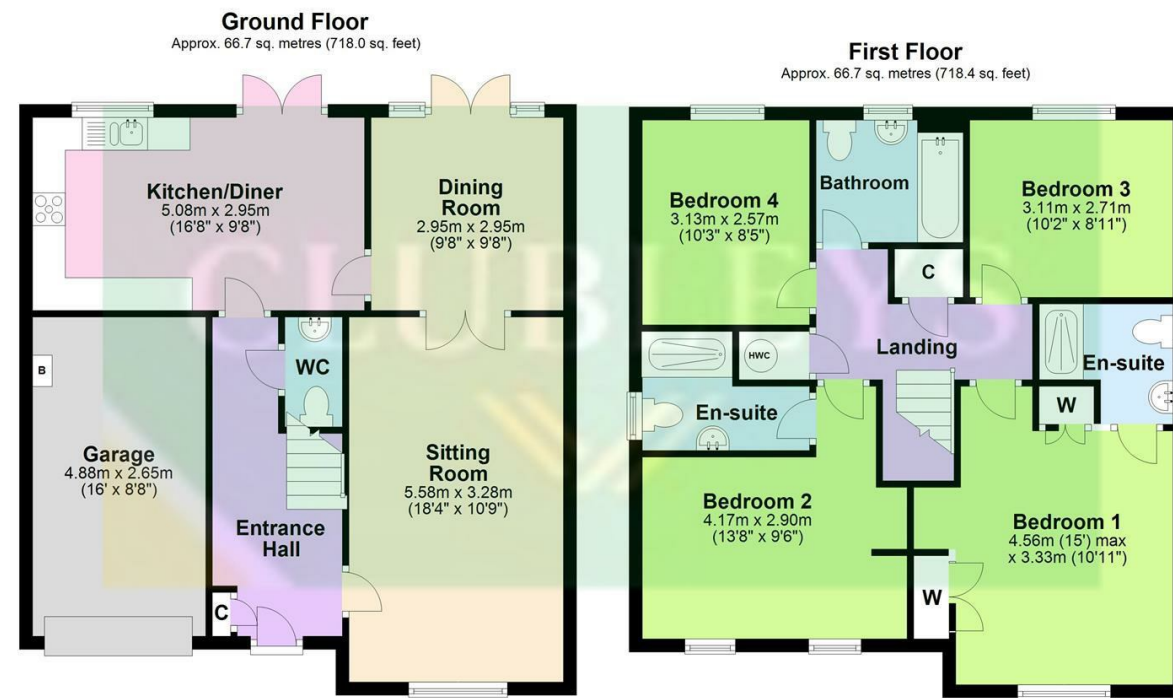 Ground Floor
Approx. 66.7 sq. metres (718.0 sq. feet)
Kitchen/Diner
5.08m x 2.95m
(16'8" x 9'8")
Dining
Room
2.95m x 2.95m
(9'8" x 9'8")
B
WC
Garage
4.88m x 2.65m
(16' x 8'8")
Sitting
Room
5.58m x 3.28m
(18'4" x 10'9")
Entrance
Hall
C
First Floor
Approx. 66.7 sq. metres (718.4 sq. feet)
Bedroom 4
3.13m x 2.57m
(10'3" x 8'5")
Bathroom
Bedroom 3
3.11m x 2.71m
(10'2" x 8'11")
C
HWC
Landing
En-suite
En-suite
W
Bedroom 2
4.17m x 2.90m
(13'8" x 9'6")
Bedroom 1
4.56m (15') max
x 3.33m (10'11")
W
CLUBLEYS